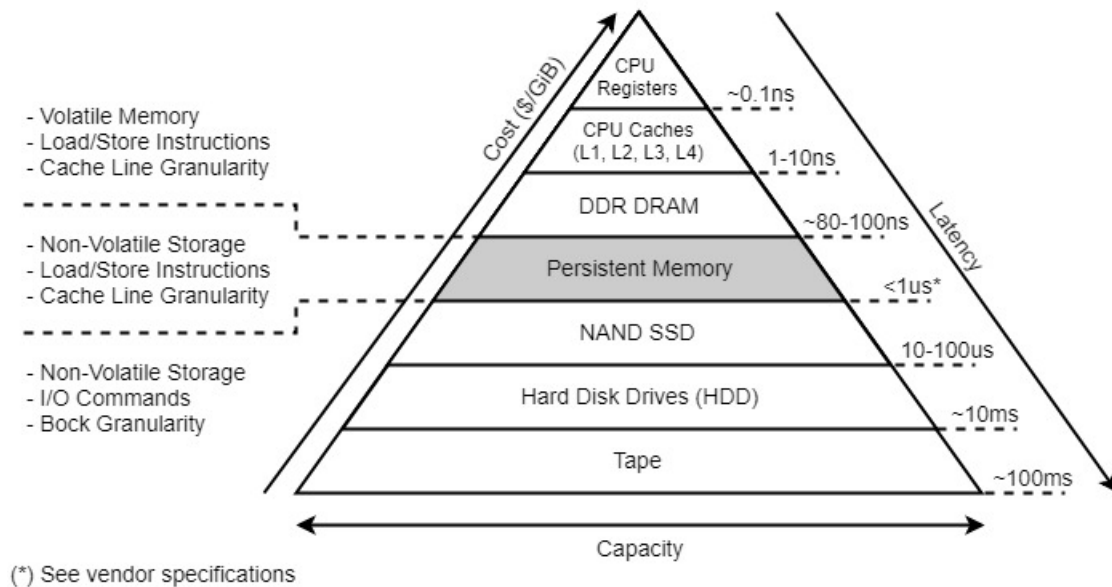 CPU
Registers
~0.1ns
Cost ($/GiB)
- Volatile Memory
- Load/Store Instructions
- Cache Line Granularity
CPU Caches
(L1, L2, L3, L4)
1-10ns
DDR DRAM
~80-100ns
Latency
- Non-Volatile Storage
- Load/Store Instructions
- Cache Line Granularity
Persistent Memory
<1us*
NAND SSD
10-100us
- Non-Volatile Storage
- I/O Commands
- Bock Granularity
Hard Disk Drives (HDD)
~10ms
Tape
~100ms
Capacity
(*) See vendor specifications